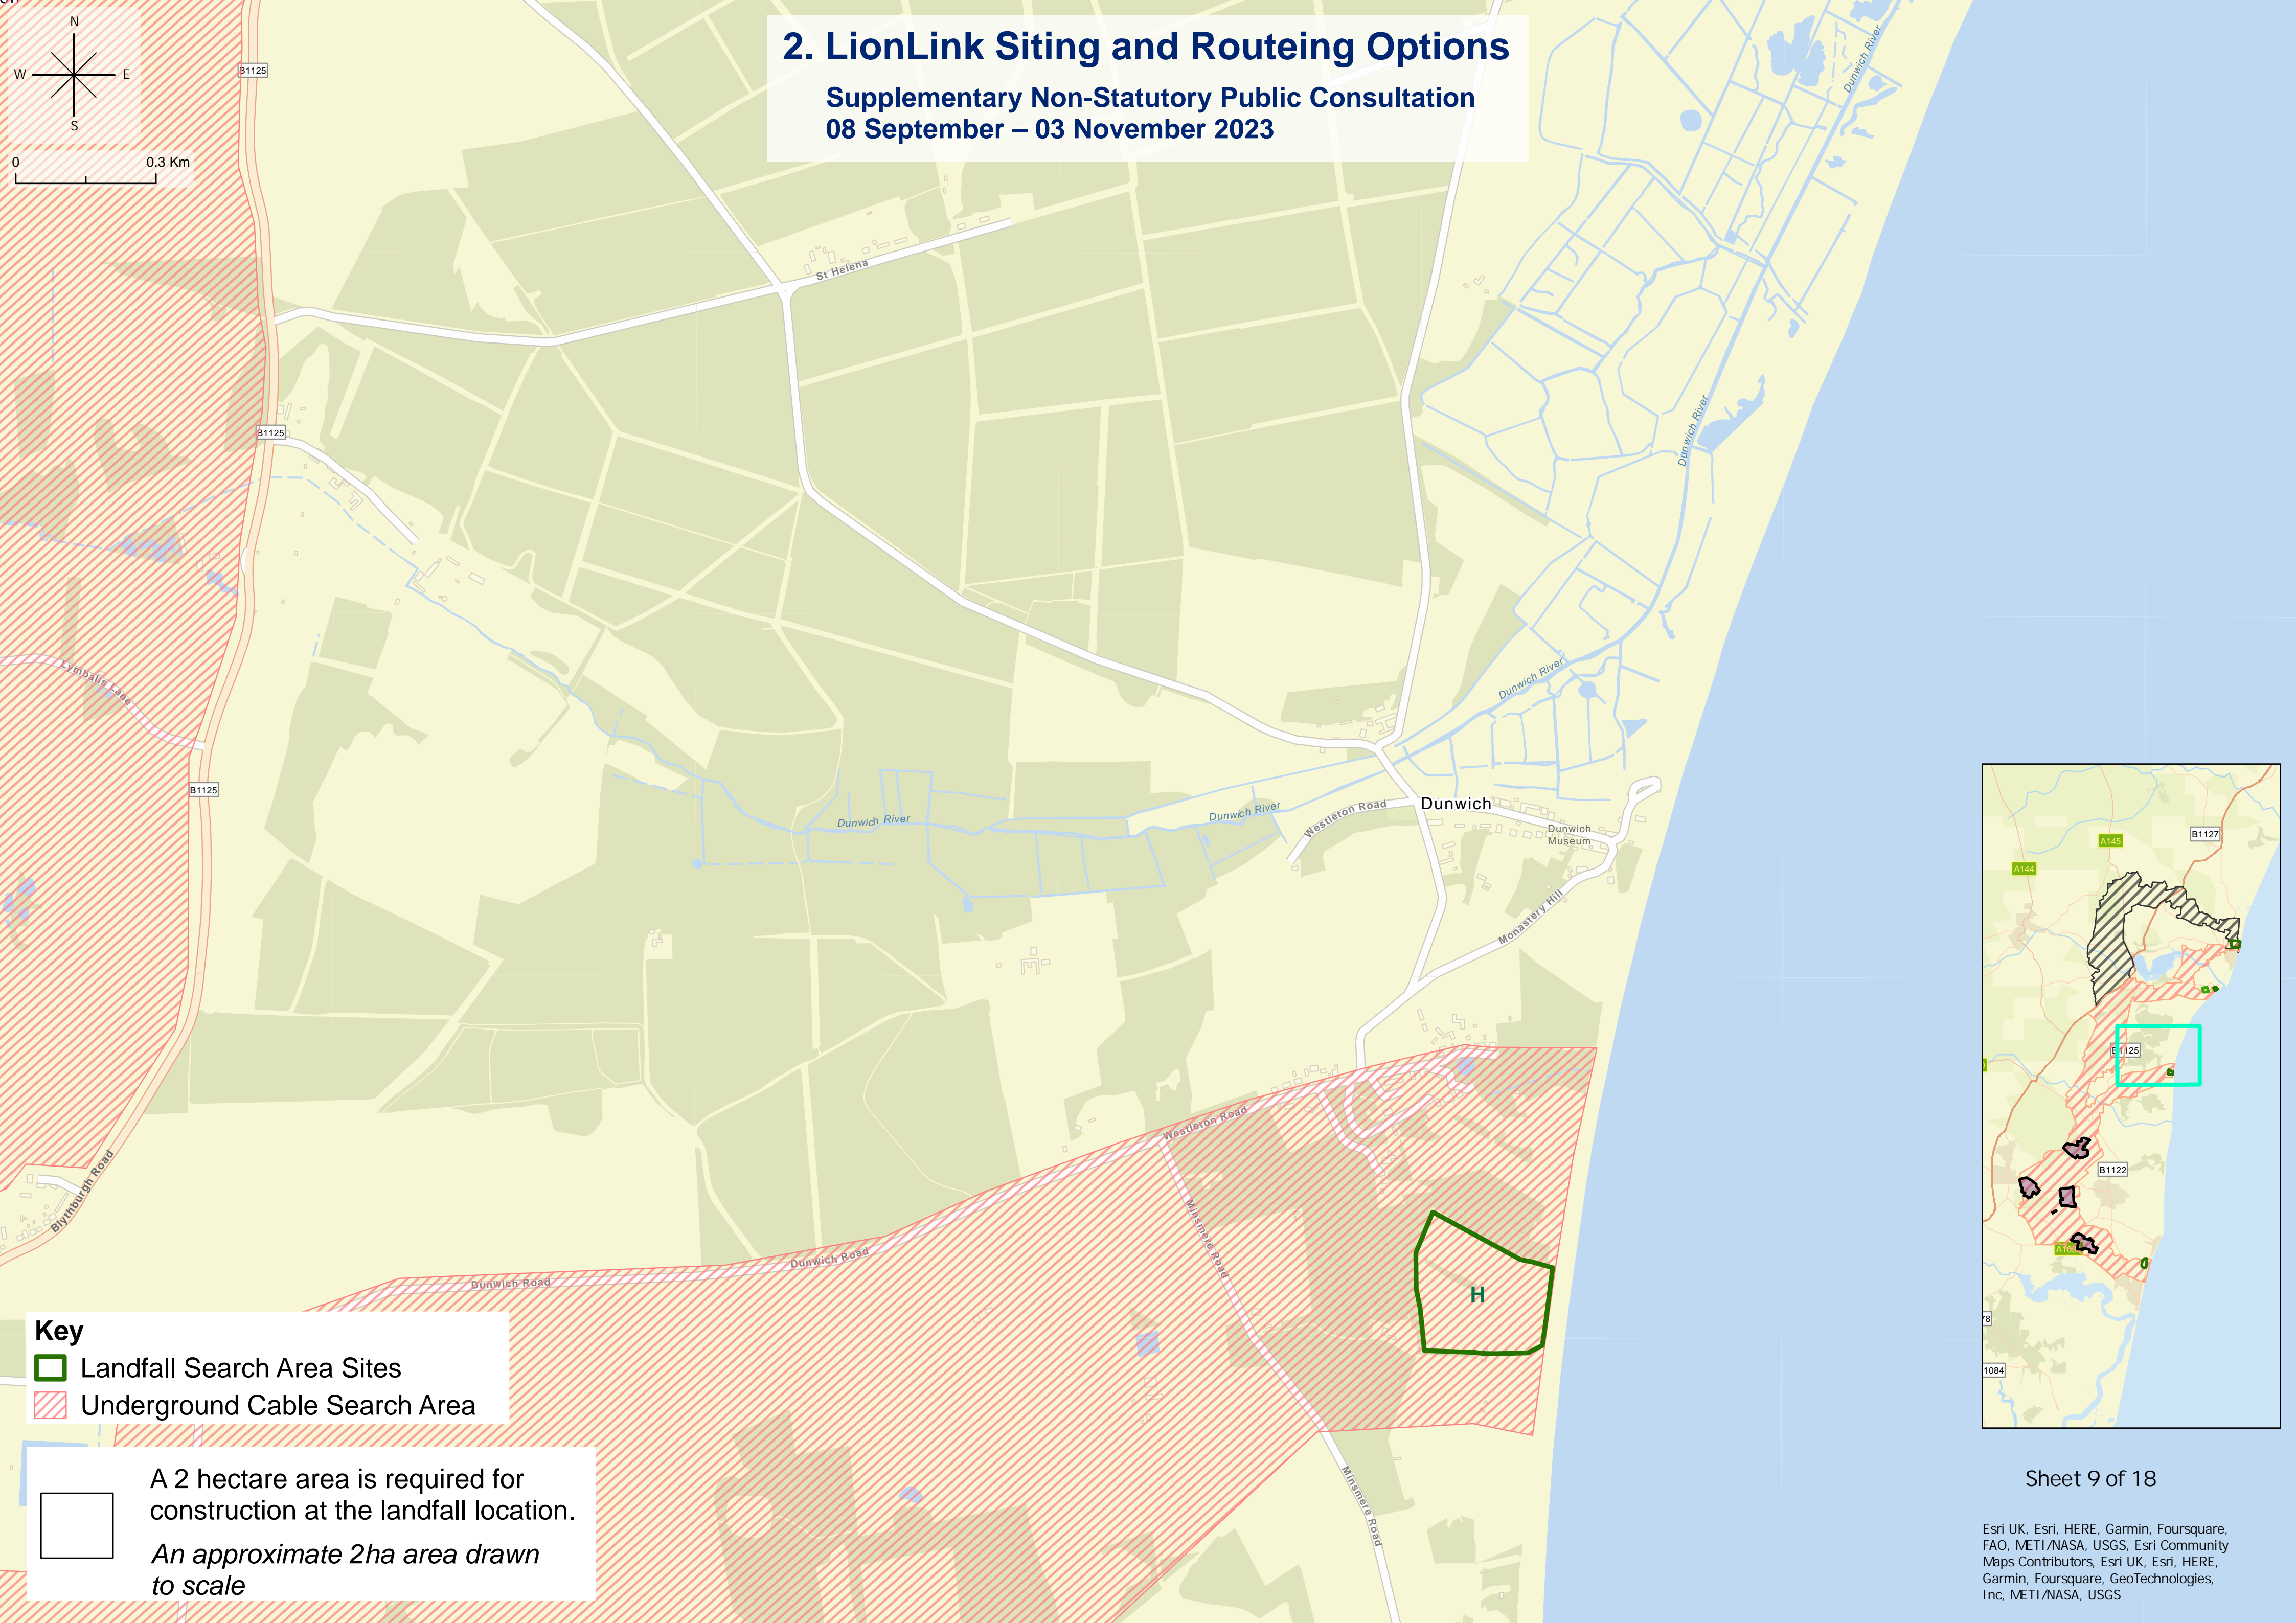 2. LionLink Siting and Routeing Options
Supplementary Non-Statutory Public Consultation
08 September – 03 November 2023
N
W
E
S
0
0.3 Km
B1125
St Helena
Dunwich River
B1125
Dunwich River
Lymballs Lane
Dunwich River
B1125
Dunwich River
Dunwich River
Westleton Road
Dunwich
Dunwich
Museum
Monastery Hill
Blythburgh Road
Westleton Road
Minsmere Road
Dunwich Road
Dunwich Road
H
Minsmere Road
Key
Landfall Search Area Sites
Underground Cable Search Area
A 2 hectare area is required for
construction at the landfall location.
An approximate 2ha area drawn
to scale
B1127
A145
A144
B1125
B1122
1084
Sheet 9 of 18
Esri UK, Esri, HERE, Garmin, Foursquare,
FAO, METI/NASA, USGS, Esri Community
Maps Contributors, Esri UK, Esri, HERE,
Garmin, Foursquare, GeoTechnologies,
Inc, METI/NASA, USGS